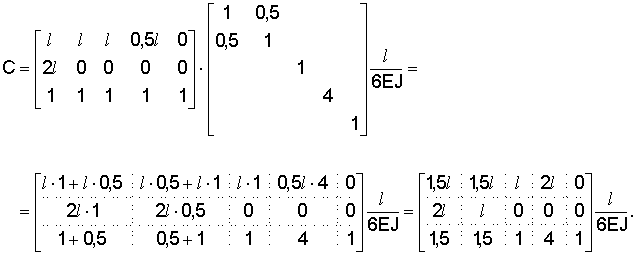 C = [ l l l 0,5l 0 ; 2l 0 0 0 0 ; 1 1 1 1 1 ] · [ 1 0,5 ; 0,5 1 ; 1 ; 4 ; 1 ] l/6EJ =
= [ l·1+l·0,5 l·0,5+l·1 l·1 0,5l·4 0 ; 2l·1 2l·0,5 0 0 0 ; 1+0,5 0,5+1 1 4 1 ] l/6EJ = [ 1,5l 1,5l l 2l 0 ; 2l l 0 0 0 ; 1,5 1,5 1 4 1 ] l/6EJ.